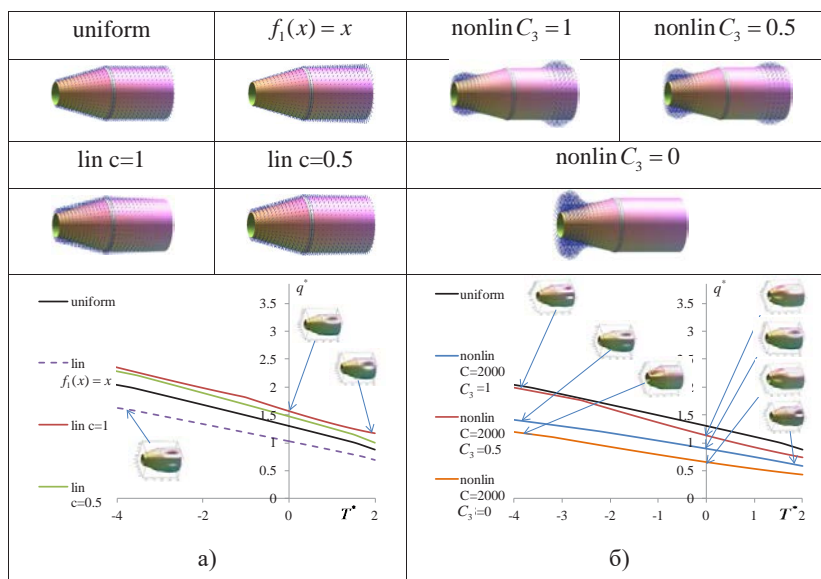 uniform
f₁(x) = x
nonlin C₃ = 1
nonlin C₃ = 0.5
lin c=1
lin c=0.5
nonlin C₃ = 0
q*
3.5
3
2.5
2
1.5
1
0.5
0
-4
-2
0
2
T*
uniform
lin
f₁(x) = x
lin c=1
lin
c=0.5
а)
q*
3.5
3
2.5
2
1.5
1
0.5
0
-4
-3
-2
-1
0
1
2
T*
uniform
nonlin
C=2000
C₃ = 1
nonlin
C=2000
C₃ = 0.5
nonlin
C=2000
C₃ = 0
б)